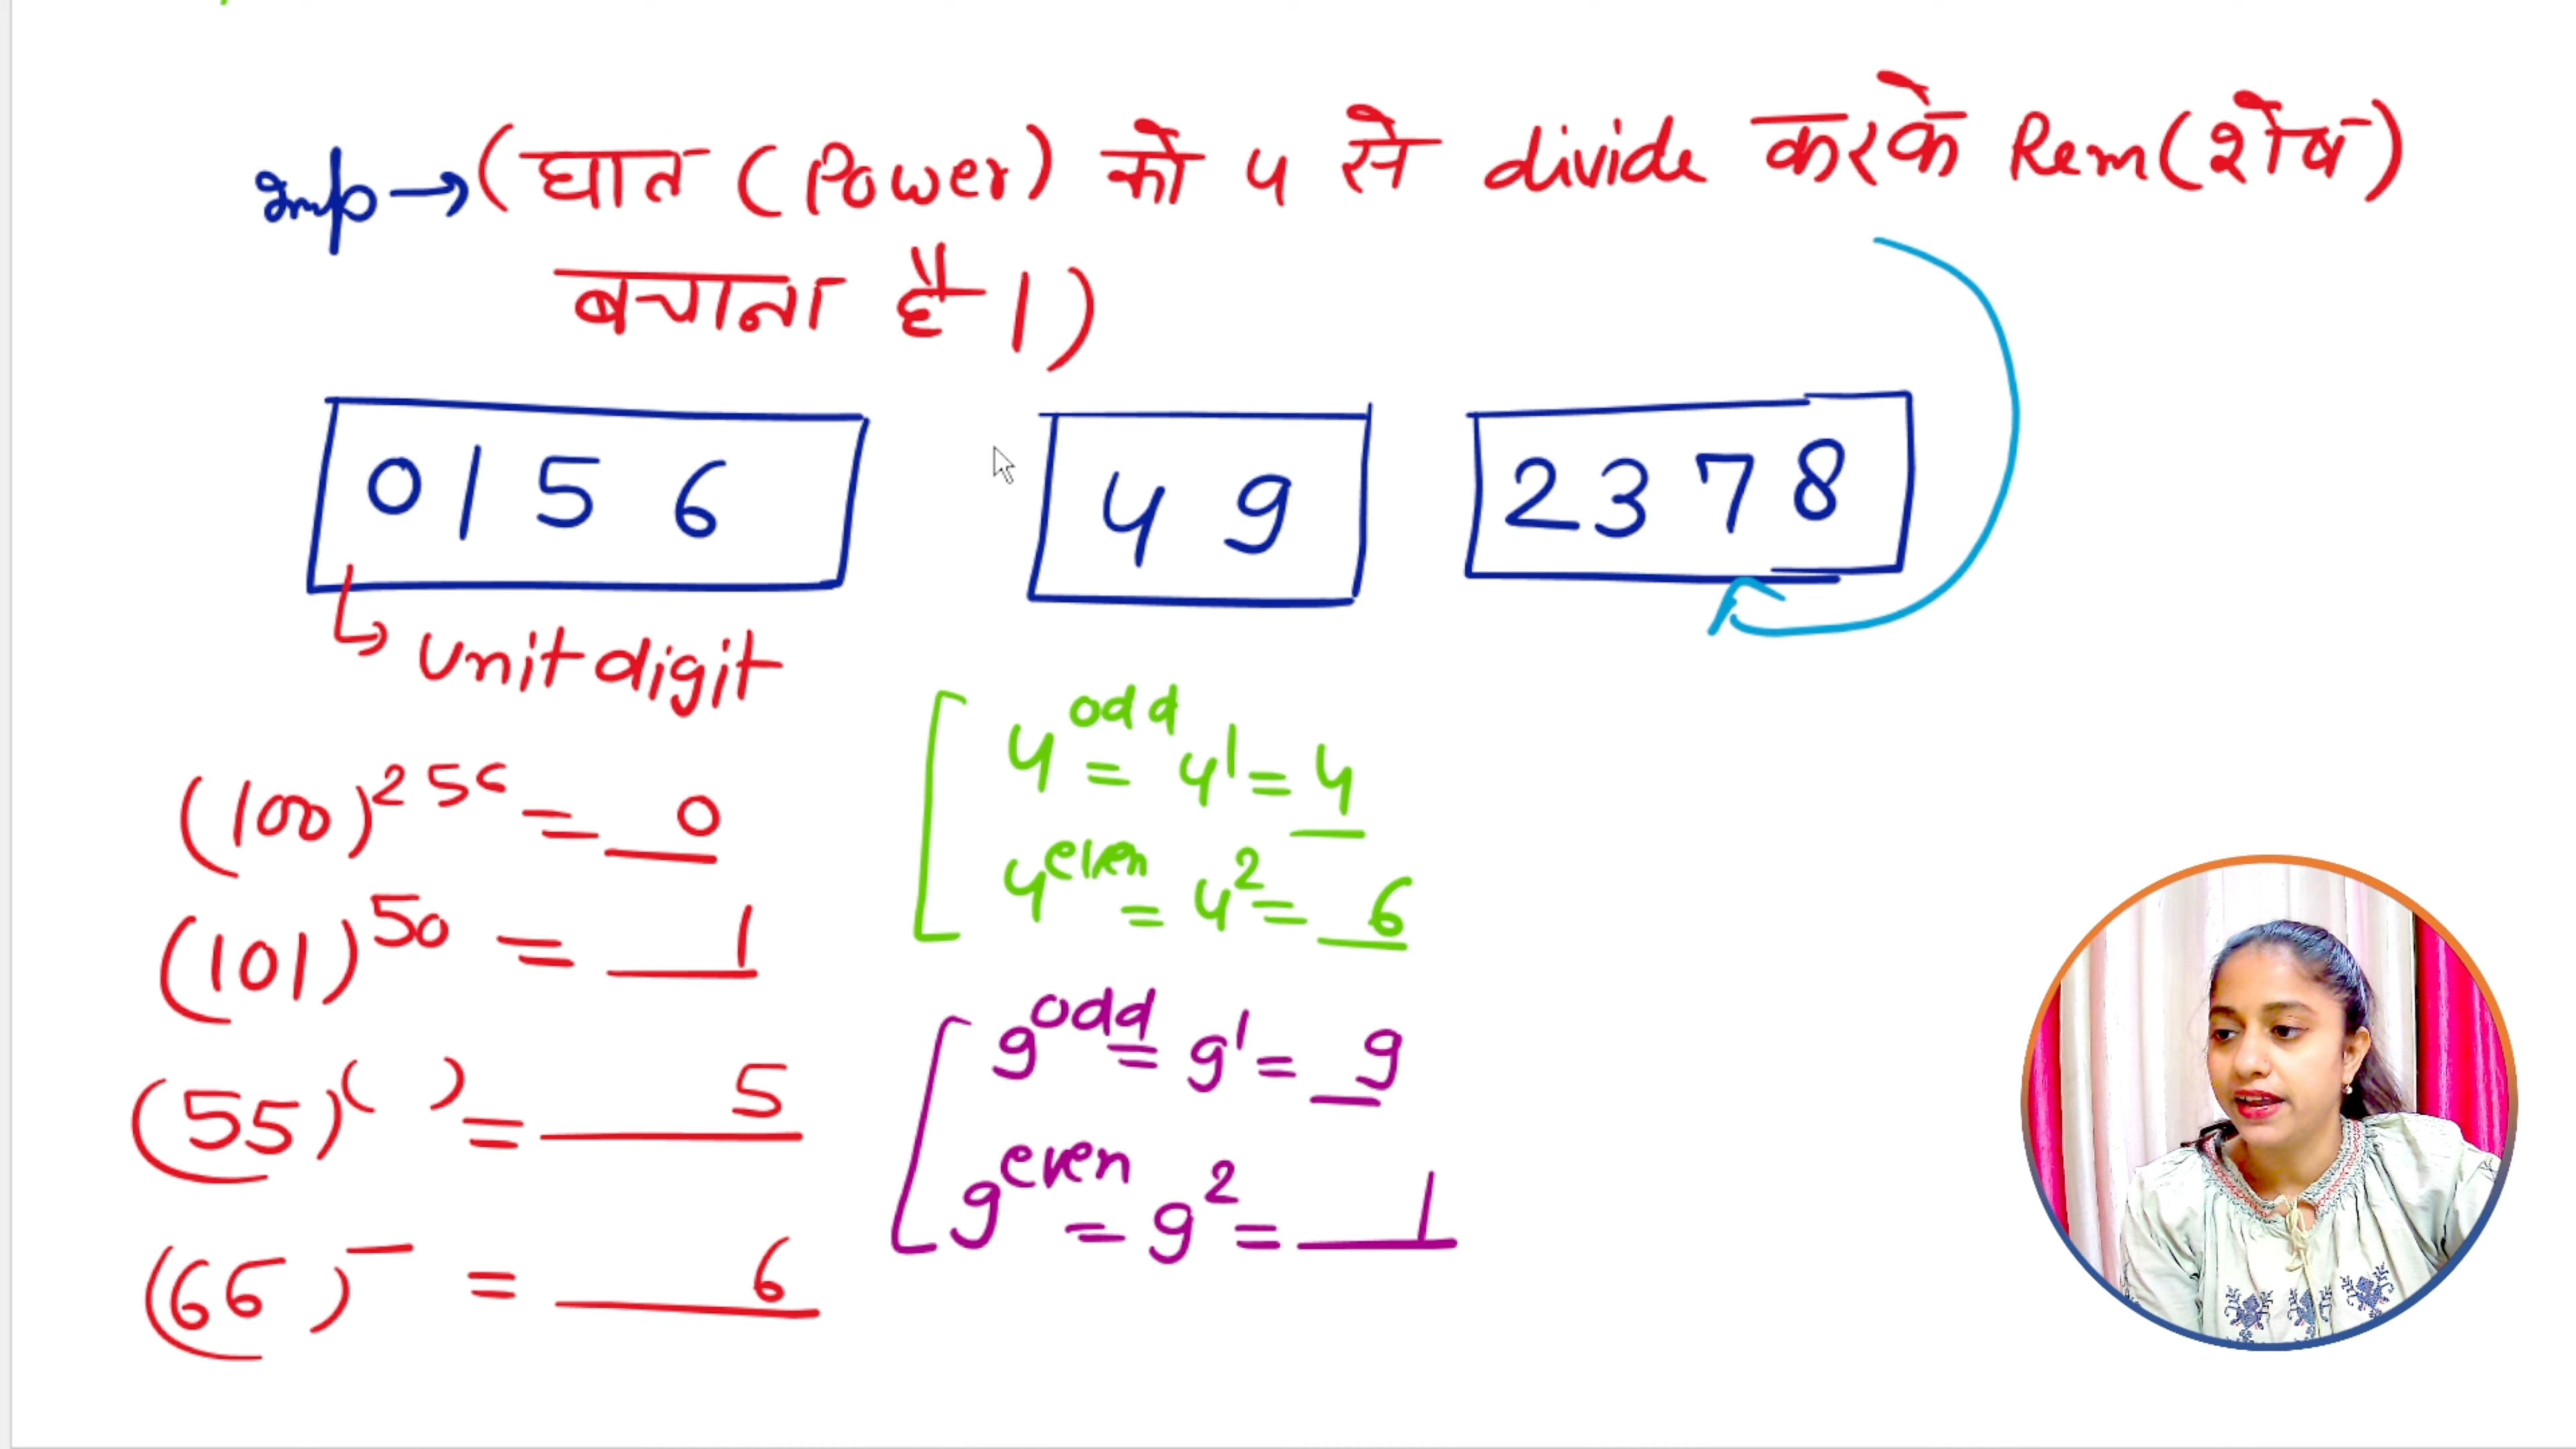 Imp → (घात (Power) को 4 से divide करके Rem (शेष)
बचाना है।)
0 1 5 6
4 9
2 3 7 8
↳ unit digit
(100)^256 = 0
(101)^50 = 1
(55)^( ) = 5
(66)^— = 6
4^odd = 4^1 = 4
4^even = 4^2 = 6
9^odd = 9^1 = 9
9^even = 9^2 = 1